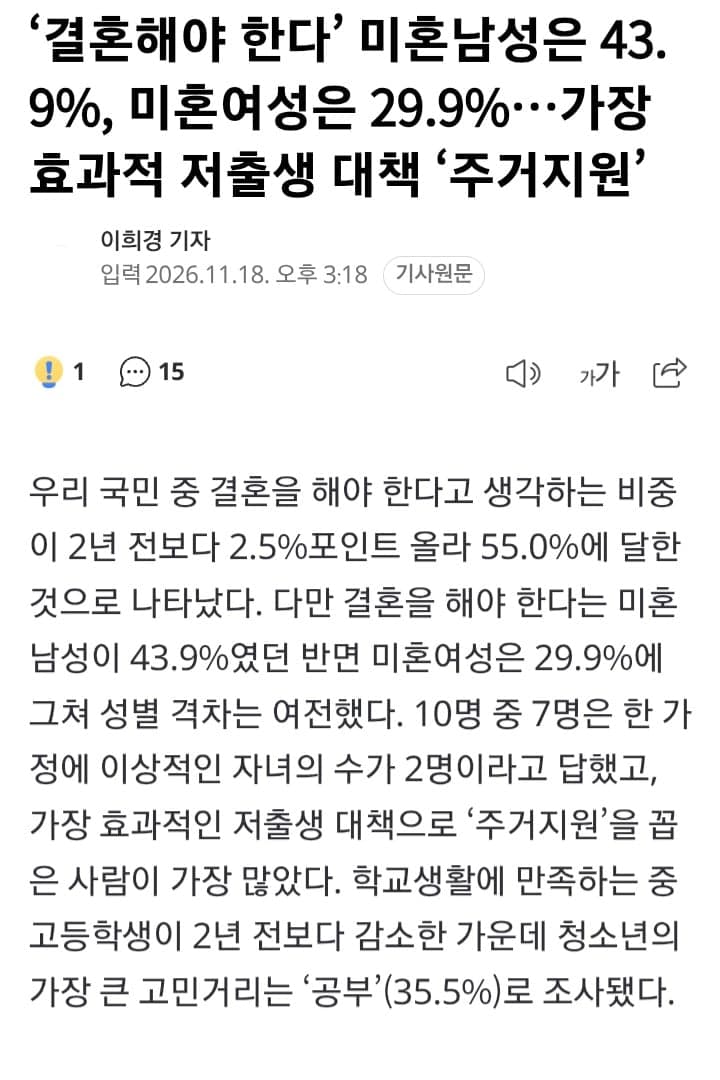 ‘결혼해야 한다’ 미혼남성은 43.
9%, 미혼여성은 29.9%…가장
효과적 저출생 대책 ‘주거지원’
이희경 기자
입력 2026.11.18. 오후 3:18 기사원문
1 15 가가
우리 국민 중 결혼을 해야 한다고 생각하는 비중
이 2년 전보다 2.5%포인트 올라 55.0%에 달한
것으로 나타났다. 다만 결혼을 해야 한다는 미혼
남성이 43.9%였던 반면 미혼여성은 29.9%에
그쳐 성별 격차는 여전했다. 10명 중 7명은 한 가
정에 이상적인 자녀의 수가 2명이라고 답했고,
가장 효과적인 저출생 대책으로 ‘주거지원’을 꼽
은 사람이 가장 많았다. 학교생활에 만족하는 중
고등학생이 2년 전보다 감소한 가운데 청소년의
가장 큰 고민거리는 ‘공부’(35.5%)로 조사됐다.